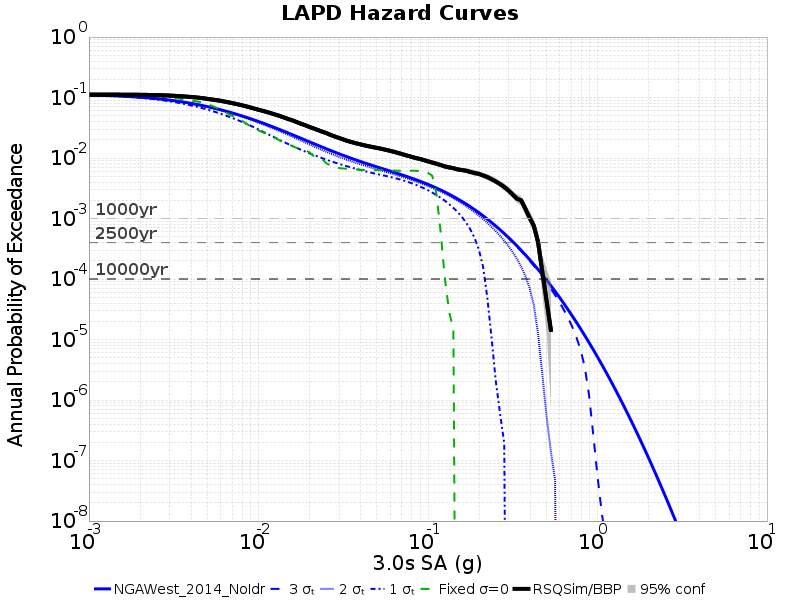 LAPD Hazard Curves
Annual Probability of Exceedance
10^0
10^-1
10^-2
10^-3
10^-4
10^-5
10^-6
10^-7
10^-8
1000yr
2500yr
10000yr
10^-3 10^-2 10^-1 10^0 10^1
3.0s SA (g)
NGAWest_2014_NoIdr 3 σₜ 2 σₜ 1 σₜ Fixed σ=0 RSQSim/BBP 95% conf